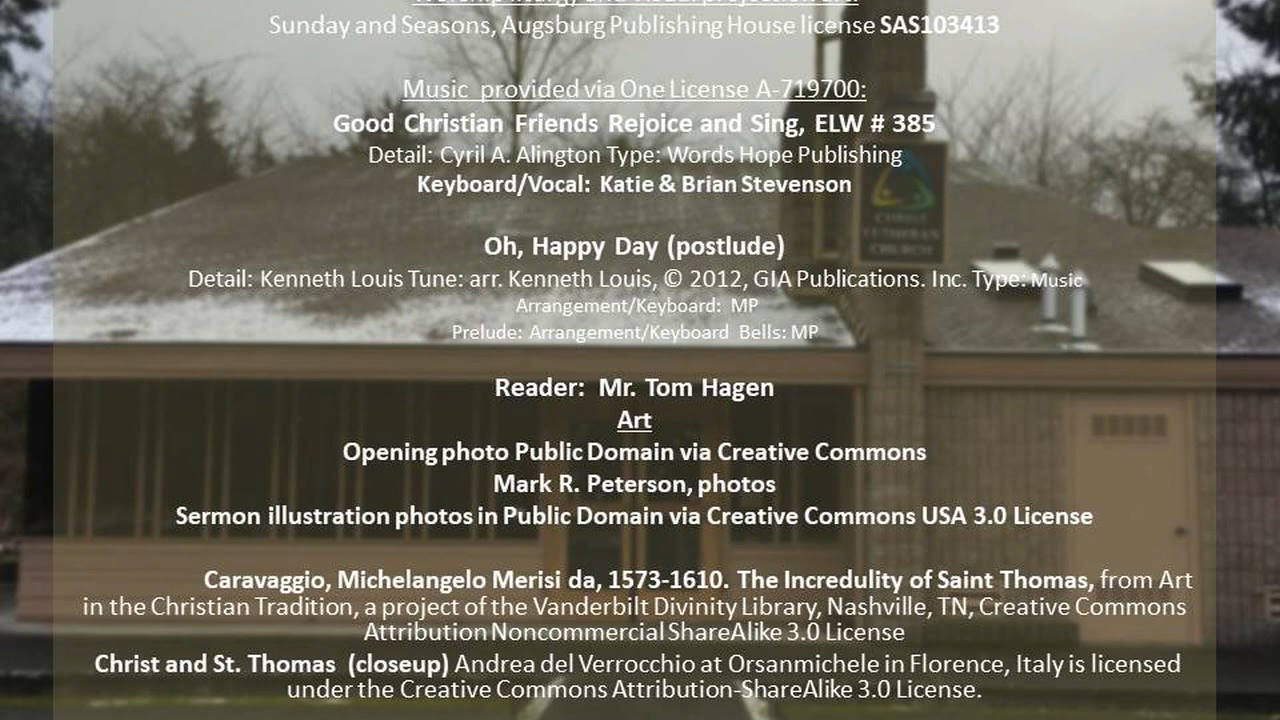 Sunday and Seasons, Augsburg Publishing House license SAS103413
Music provided via One License A-719700:
Good Christian Friends Rejoice and Sing, ELW # 385
Detail: Cyril A. Alington Type: Words Hope Publishing
Keyboard/Vocal: Katie & Brian Stevenson
CHRIST
LUTHERAN
CHURCH
Oh, Happy Day (postlude)
Detail: Kenneth Louis Tune: arr. Kenneth Louis, © 2012, GIA Publications. Inc. Type: Music
Arrangement/Keyboard: MP
Prelude: Arrangement/Keyboard Bells: MP
Reader: Mr. Tom Hagen
Art
Opening photo Public Domain via Creative Commons
Mark R. Peterson, photos
Sermon illustration photos in Public Domain via Creative Commons USA 3.0 License
Caravaggio, Michelangelo Merisi da, 1573-1610. The Incredulity of Saint Thomas, from Art
in the Christian Tradition, a project of the Vanderbilt Divinity Library, Nashville, TN, Creative Commons
Attribution Noncommercial ShareAlike 3.0 License
Christ and St. Thomas (closeup) Andrea del Verrocchio at Orsanmichele in Florence, Italy is licensed
under the Creative Commons Attribution-ShareAlike 3.0 License.